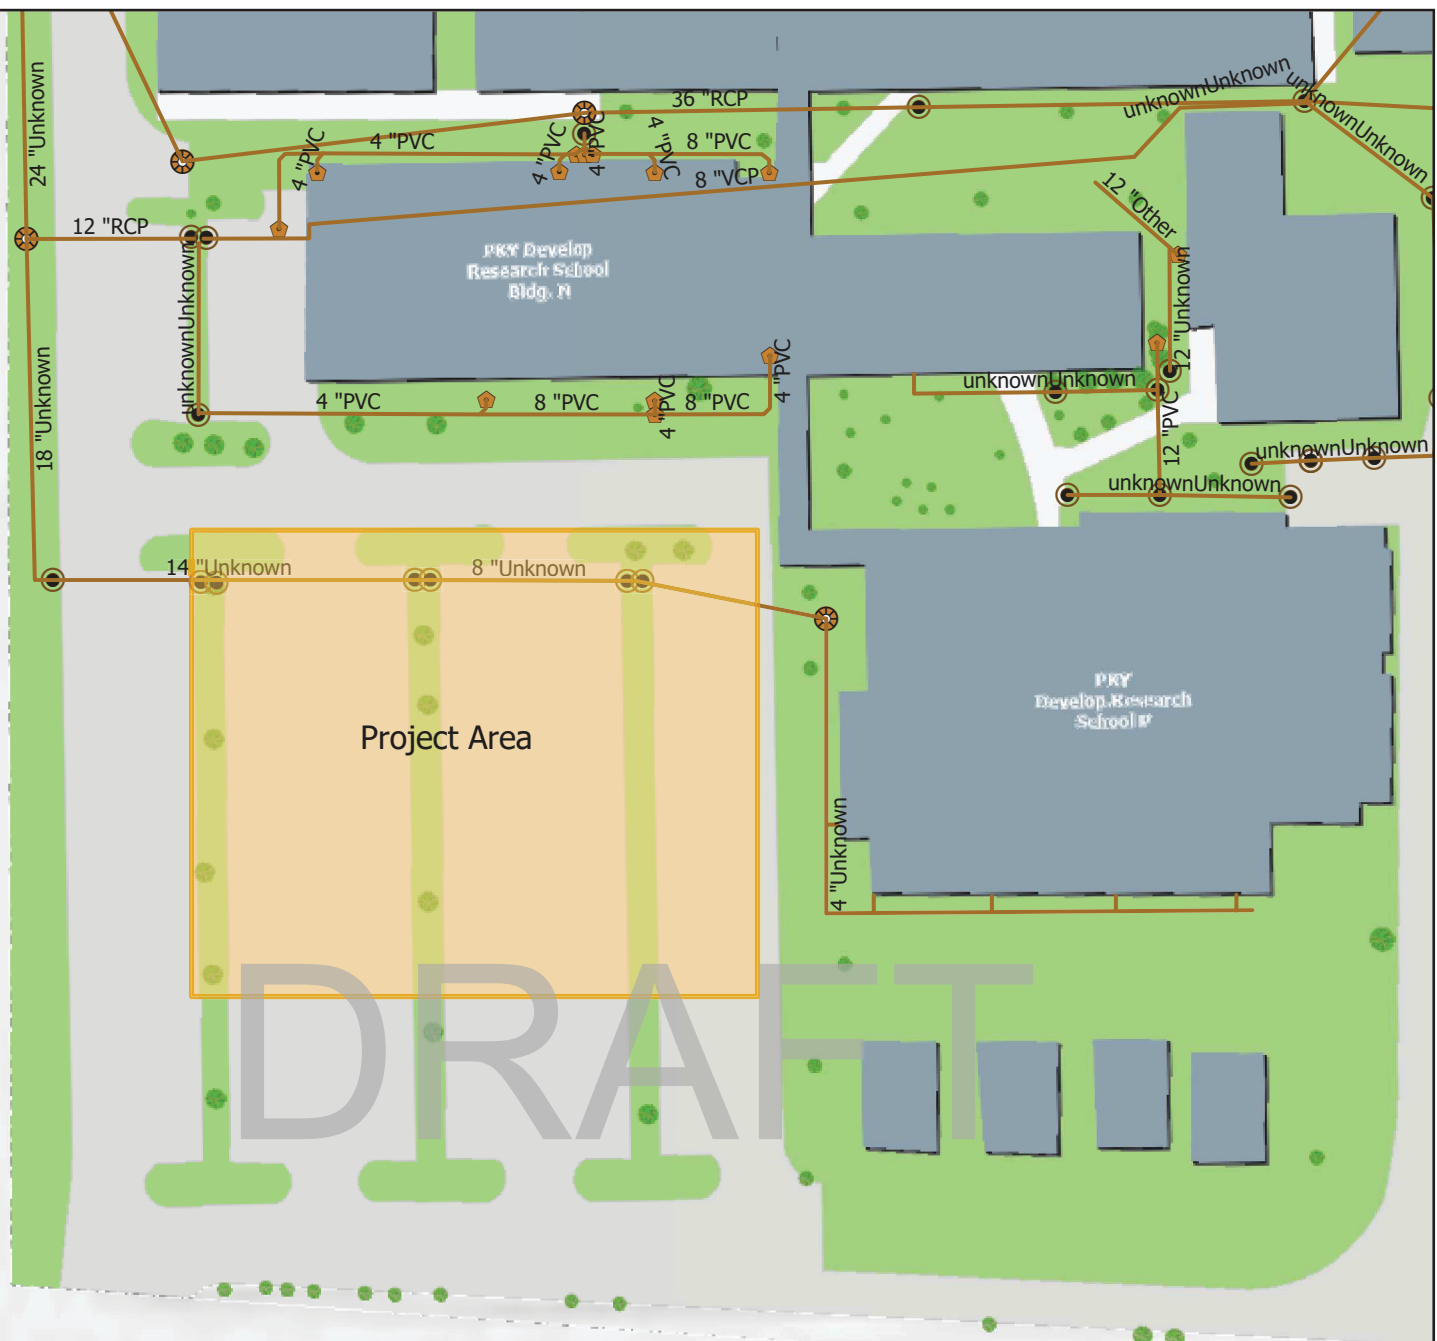 24 "Unknown
36 "RCP
unknownUnknown
unknownUnknown
4 "PVC
4 "PVC
4 "PVC
4 "PVC
4 "PVC
8 "PVC
8 "VCP
12 "Other
12 "RCP
unknownUnknown
PKY Develop
Research School
Bldg. N
12 "Unknown
18 "Unknown
4 "PVC
8 "PVC
4 "PVC
8 "PVC
4 "PVC
unknownUnknown
12 "PVC
unknownUnknown
unknownUnknown
14 "Unknown
8 "Unknown
Project Area
PKY
Develop.Research
School
4 "Unknown
DRAFT